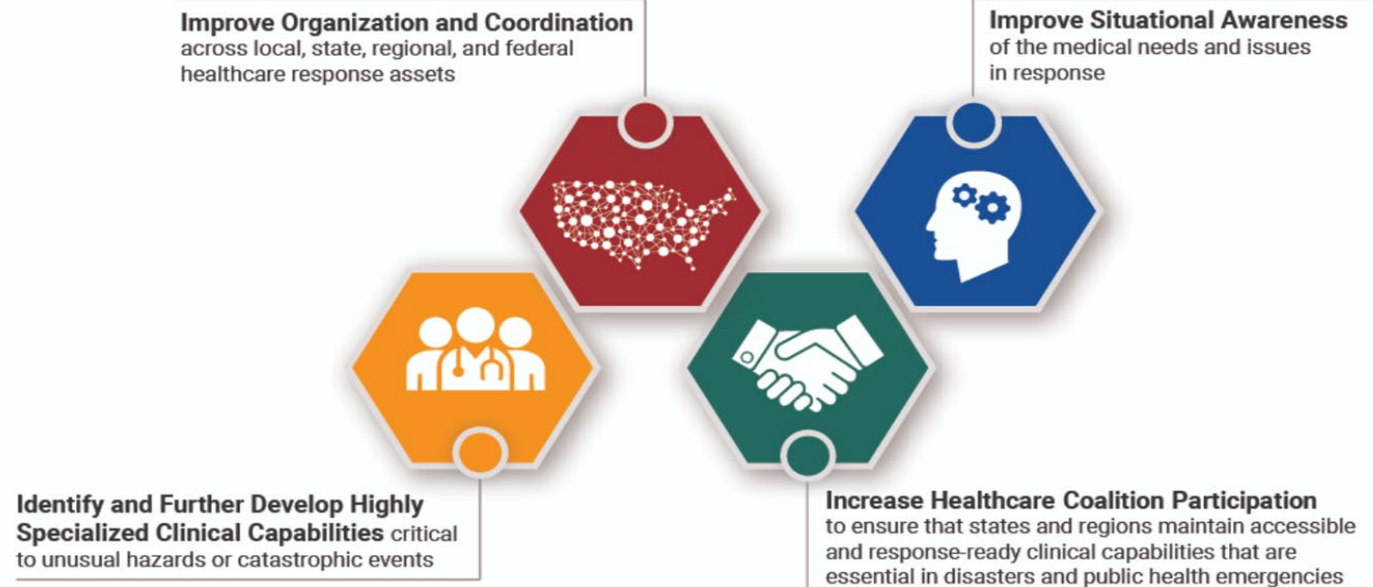 Improve Organization and Coordination
across local, state, regional, and federal
healthcare response assets
Improve Situational Awareness
of the medical needs and issues
in response
Identify and Further Develop Highly
Specialized Clinical Capabilities critical
to unusual hazards or catastrophic events
Increase Healthcare Coalition Participation
to ensure that states and regions maintain accessible
and response-ready clinical capabilities that are
essential in disasters and public health emergencies